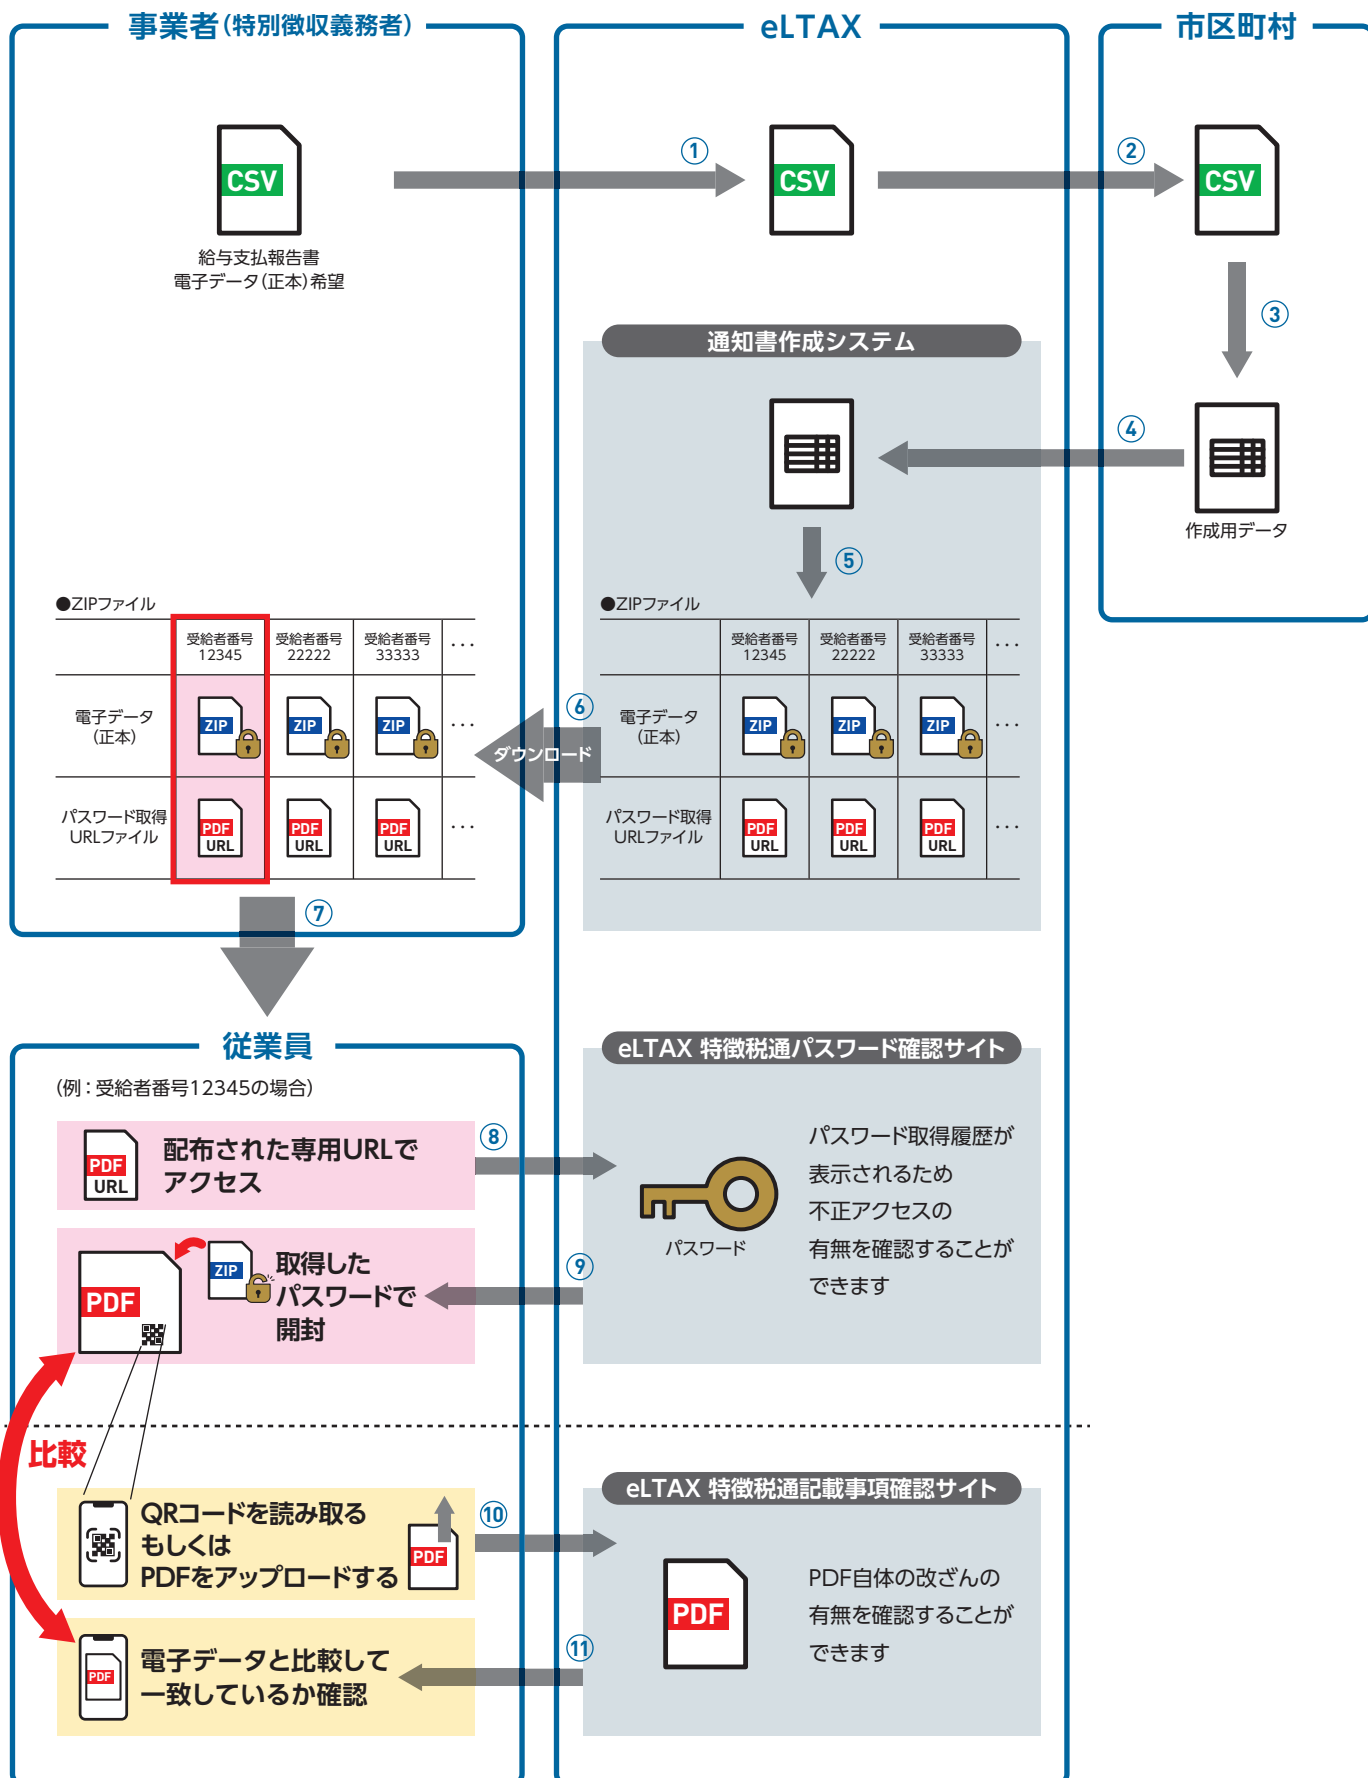 事業者（特別徴収義務者）
eLTAX
市区町村
①
②
CSV
CSV
CSV
給与支払報告書
電子データ（正本）希望
③
通知書作成システム
④
作成用データ
⑤
●ZIPファイル
受給者番号
12345
受給者番号
22222
受給者番号
33333
...
電子データ
（正本）
ZIP
ZIP
ZIP
...
パスワード取得
URLファイル
PDF
URL
PDF
URL
PDF
URL
...
⑥
ダウンロード
●ZIPファイル
受給者番号
12345
受給者番号
22222
受給者番号
33333
...
電子データ
（正本）
ZIP
ZIP
ZIP
...
パスワード取得
URLファイル
PDF
URL
PDF
URL
PDF
URL
...
⑦
従業員
（例：受給者番号12345の場合）
PDF
URL
配布された専用URLで
アクセス
⑧
eLTAX 特徴税通パスワード確認サイト
パスワード
パスワード取得履歴が
表示されるため
不正アクセスの
有無を確認することが
できます
PDF
ZIP
取得した
パスワードで
開封
⑨
比較
QRコードを読み取る
もしくは
PDFをアップロードする
PDF
⑩
eLTAX 特徴税通記載事項確認サイト
PDF
PDF自体の改ざんの
有無を確認することが
できます
PDF
電子データと比較して
一致しているか確認
⑪